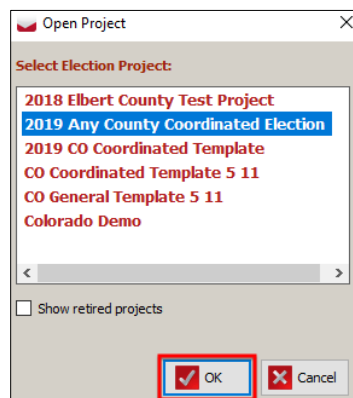 Open Project
Select Election Project:
2018 Elbert County Test Project
2019 Any County Coordinated Election
2019 CO Coordinated Template
CO Coordinated Template 5 11
CO General Template 5 11
Colorado Demo
Show retired projects
OK
Cancel